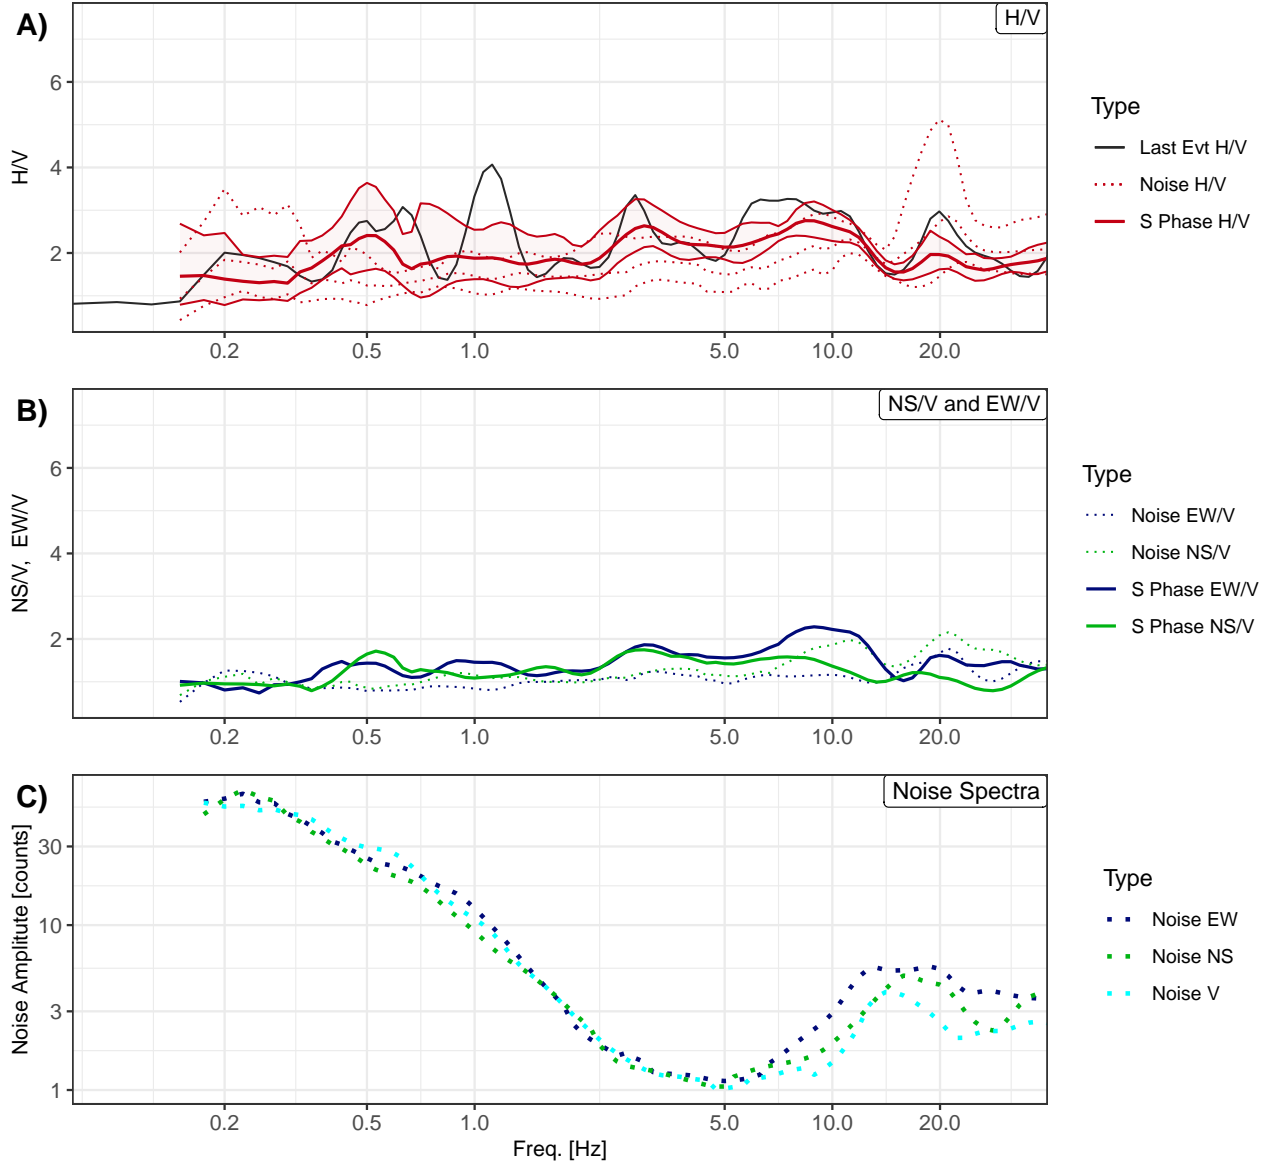 A)
H/V
6
4
2
H/V
0.2 0.5 1.0 5.0 10.0 20.0
Type
Last Evt H/V
Noise H/V
S Phase H/V
B)
NS/V and EW/V
6
4
2
NS/V, EW/V
0.2 0.5 1.0 5.0 10.0 20.0
Type
Noise EW/V
Noise NS/V
S Phase EW/V
S Phase NS/V
C)
Noise Spectra
30
10
3
1
Noise Amplitude [counts]
0.2 0.5 1.0 5.0 10.0 20.0
Freq. [Hz]
Type
Noise EW
Noise NS
Noise V